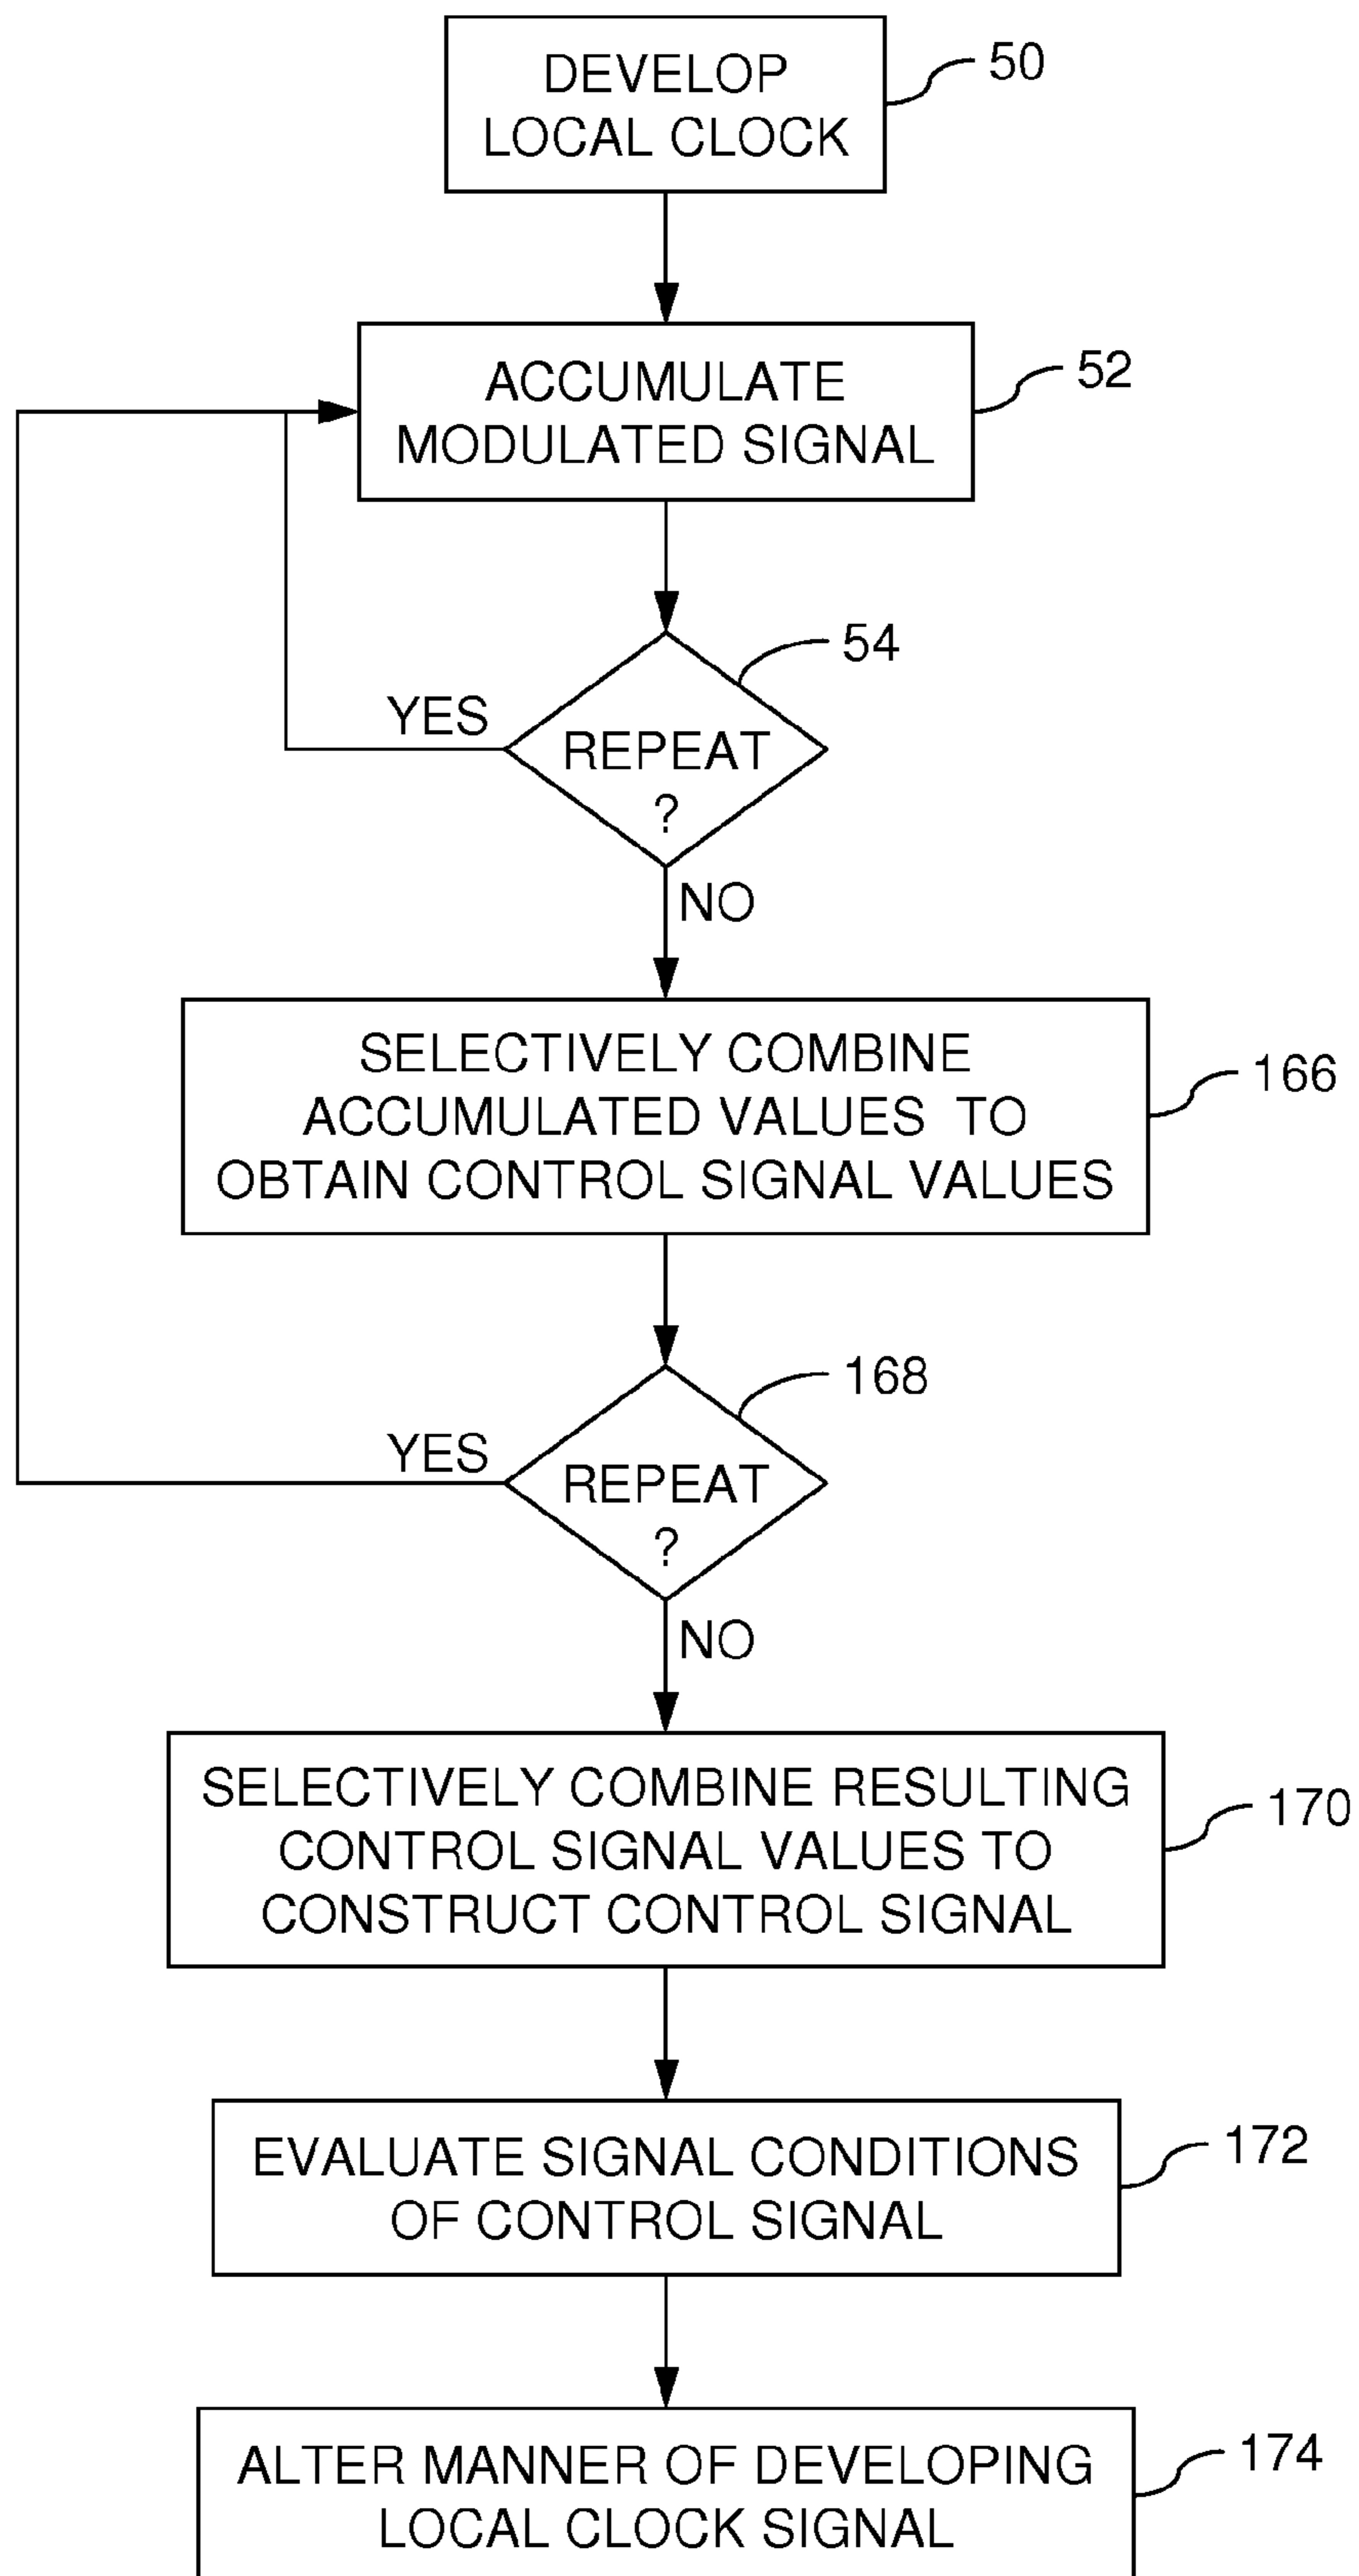 DEVELOP
LOCAL CLOCK
50
ACCUMULATE
MODULATED SIGNAL
52
54
YES
REPEAT
?
NO
SELECTIVELY COMBINE
ACCUMULATED VALUES TO
OBTAIN CONTROL SIGNAL VALUES
166
168
YES
REPEAT
?
NO
SELECTIVELY COMBINE RESULTING
CONTROL SIGNAL VALUES TO
CONSTRUCT CONTROL SIGNAL
170
EVALUATE SIGNAL CONDITIONS
OF CONTROL SIGNAL
172
ALTER MANNER OF DEVELOPING
LOCAL CLOCK SIGNAL
174